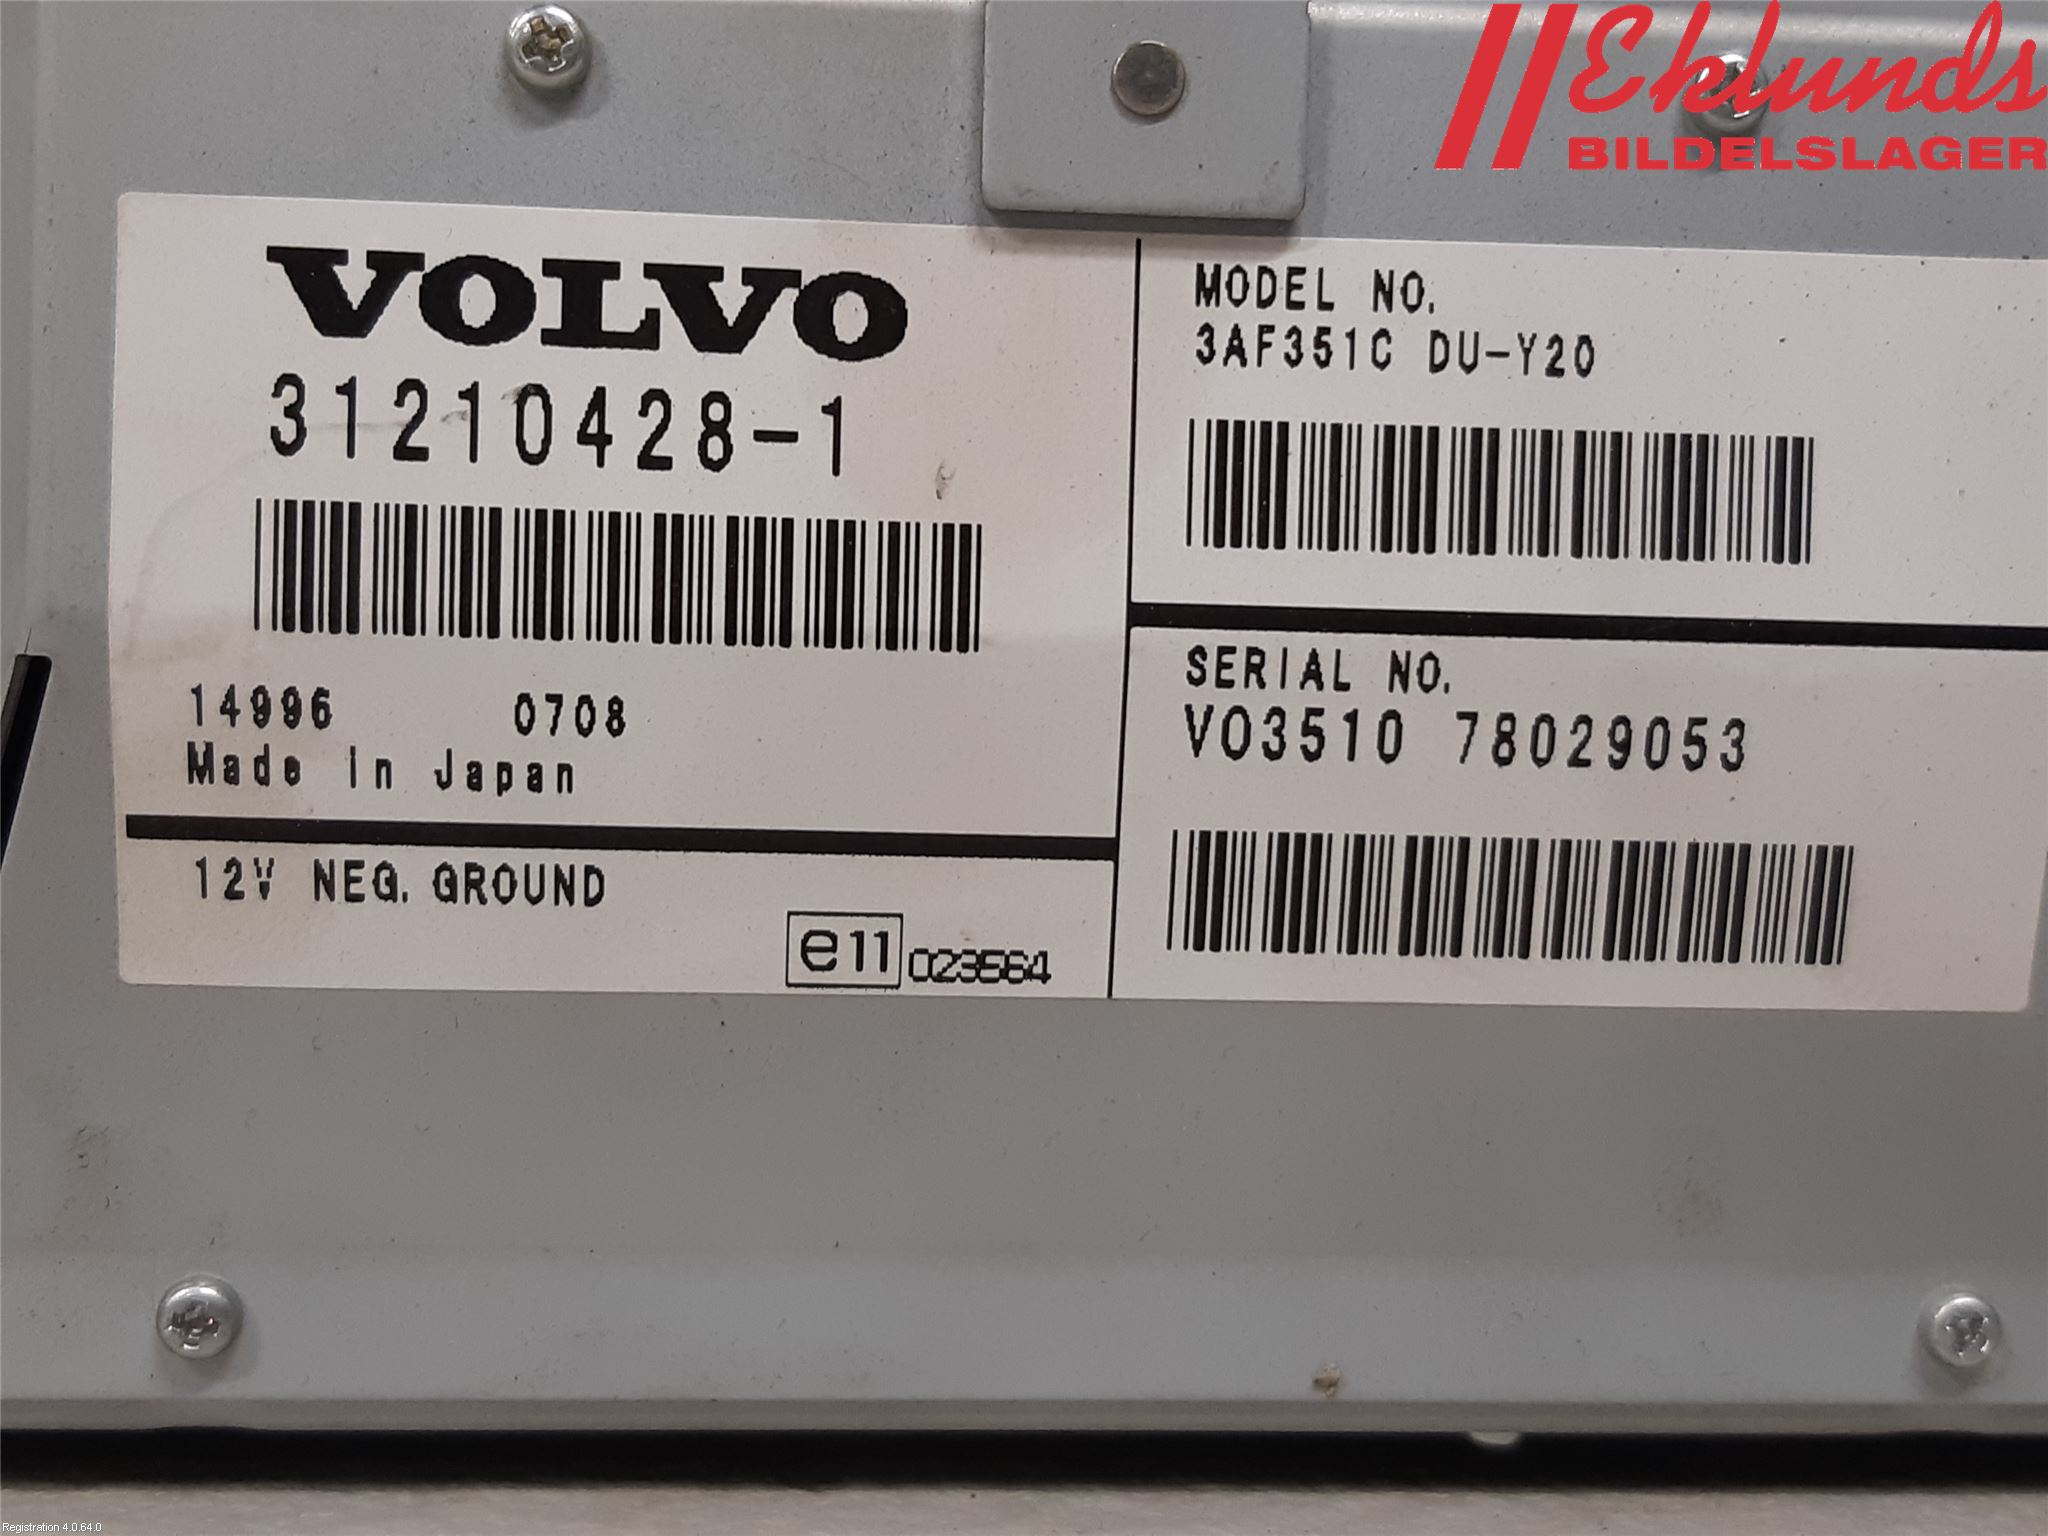 Eklunds
BILDELSLAGER
VOLVO
31210428-1
14996 0708
Made in Japan
12V NEG. GROUND
e11 023564
MODEL NO.
3AF351C DU-Y20
SERIAL NO.
VO3510 78029053
Registration 4.0.64.0